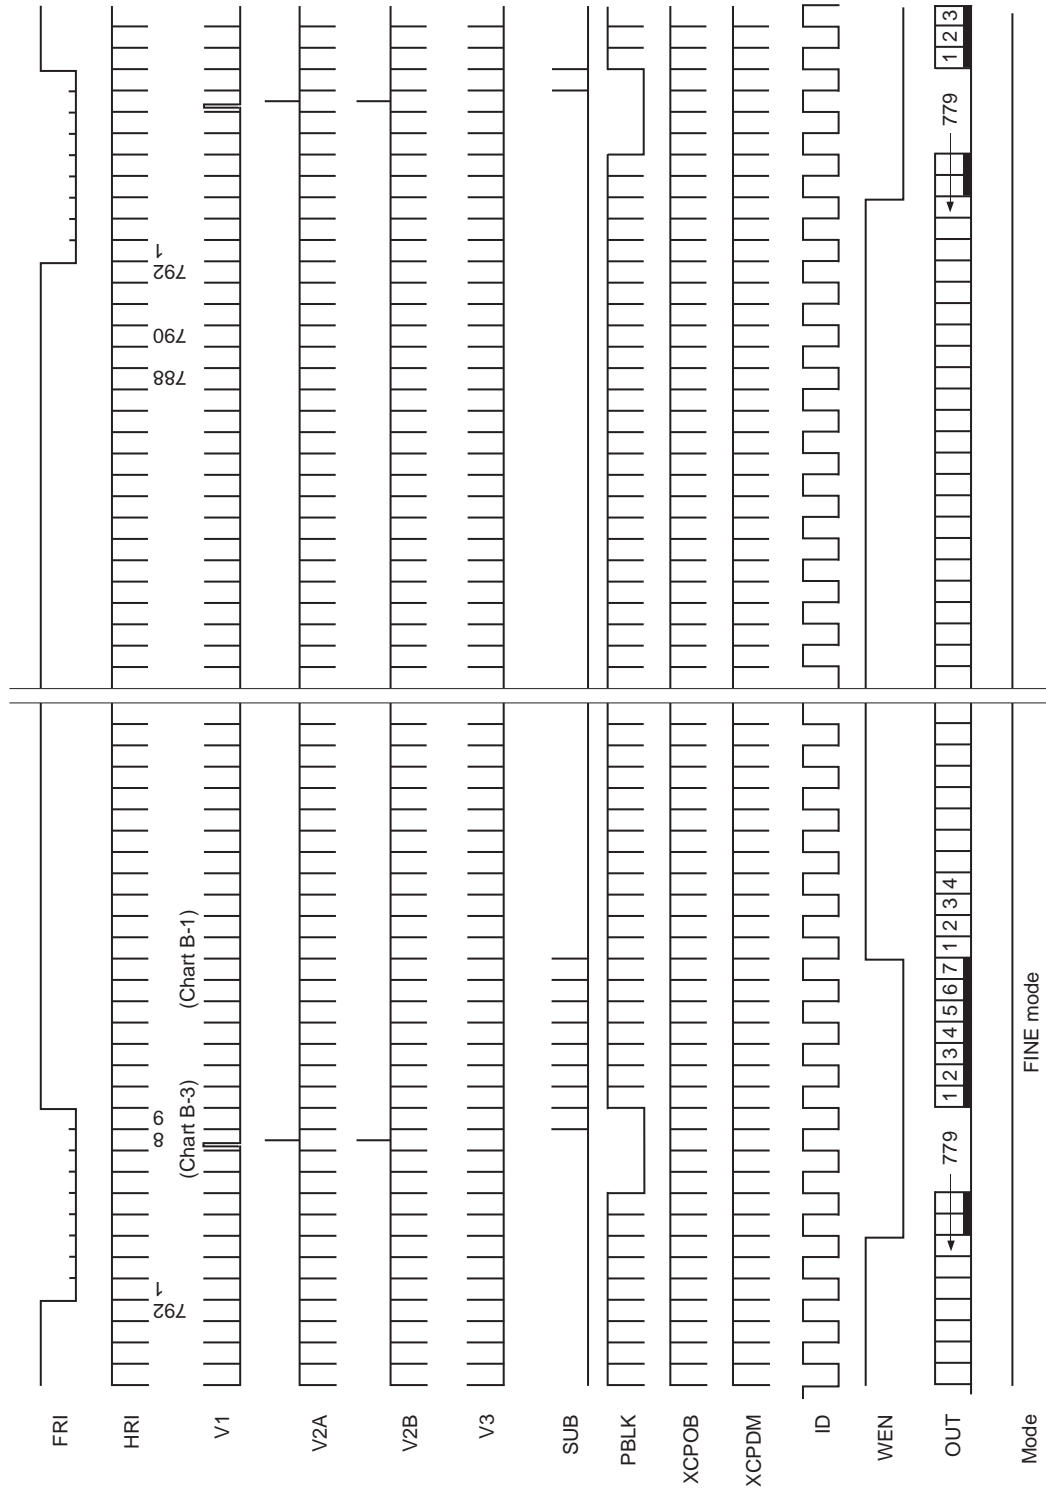 FRI
HRI
792 1 8 9 788 790 792 1
(Chart B-3) (Chart B-1)
V1
V2A
V2B
V3
SUB
PBLK
XCPOB
XCPDM
ID
WEN
OUT 779 1 2 3 4 5 6 7 1 2 3 4 779 1 2 3
Mode FINE mode